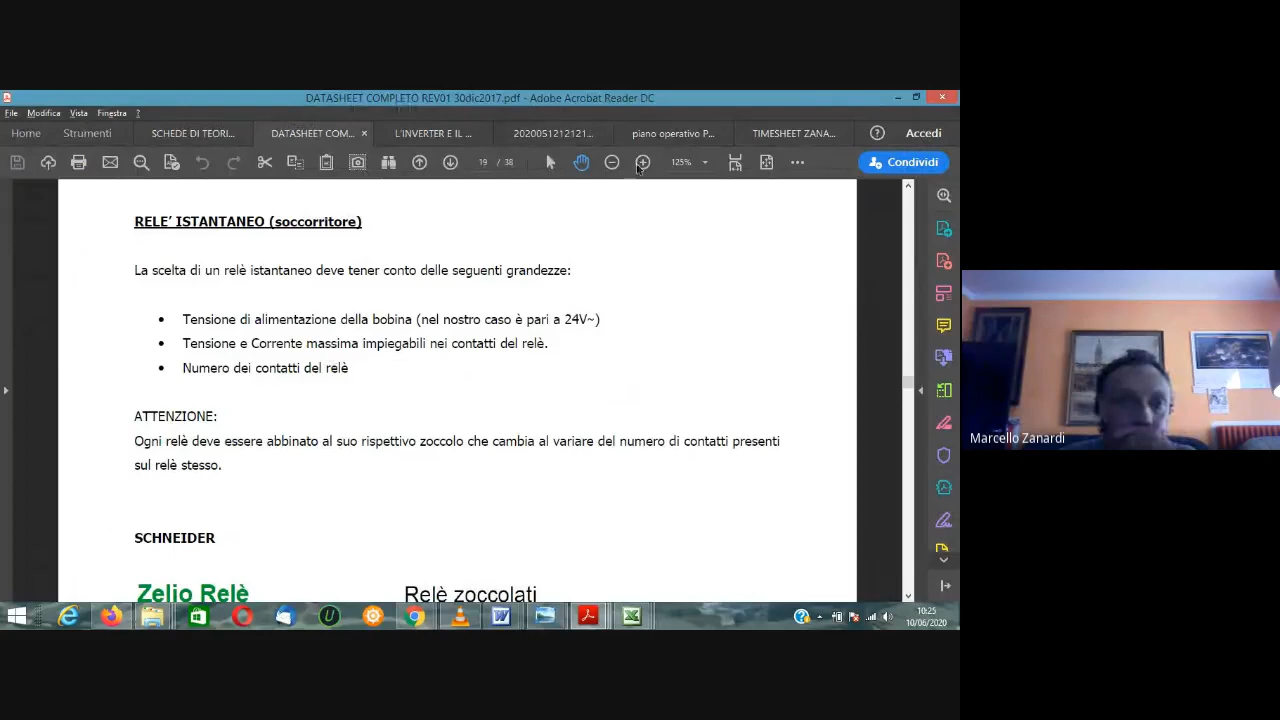 DATASHEET COMPLETO REV01 30dic2017.pdf - Adobe Acrobat Reader DC
File Modifica Vista Finestra ?
Home Strumenti SCHEDE DI TEORI... DATASHEET COM... × L'INVERTER E IL ... 2020051212121... piano operativo P... TIMESHEET ZANA... ? Accedi
19 / 38 125% Condividi
RELE' ISTANTANEO (soccorritore)
La scelta di un relè istantaneo deve tener conto delle seguenti grandezze:
• Tensione di alimentazione della bobina (nel nostro caso è pari a 24V~)
• Tensione e Corrente massima impiegabili nei contatti del relè.
• Numero dei contatti del relè
ATTENZIONE:
Ogni relè deve essere abbinato al suo rispettivo zoccolo che cambia al variare del numero di contatti presenti
sul relè stesso.
SCHNEIDER
Zelio Relè Relè zoccolati
Marcello Zanardi
10:25
10/06/2020